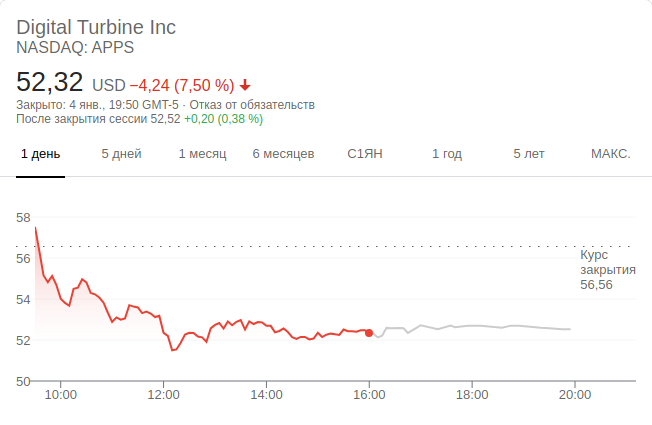 Digital Turbine Inc
NASDAQ: APPS
52,32 USD −4,24 (7,50 %)
Закрыто: 4 янв., 19:50 GMT-5 · Отказ от обязательств
После закрытия сессии 52,52 +0,20 (0,38 %)
1 день 5 дней 1 месяц 6 месяцев С1ЯН 1 год 5 лет МАКС.
58
56
54
52
50
Курс
закрытия
56,56
10:00 12:00 14:00 16:00 18:00 20:00